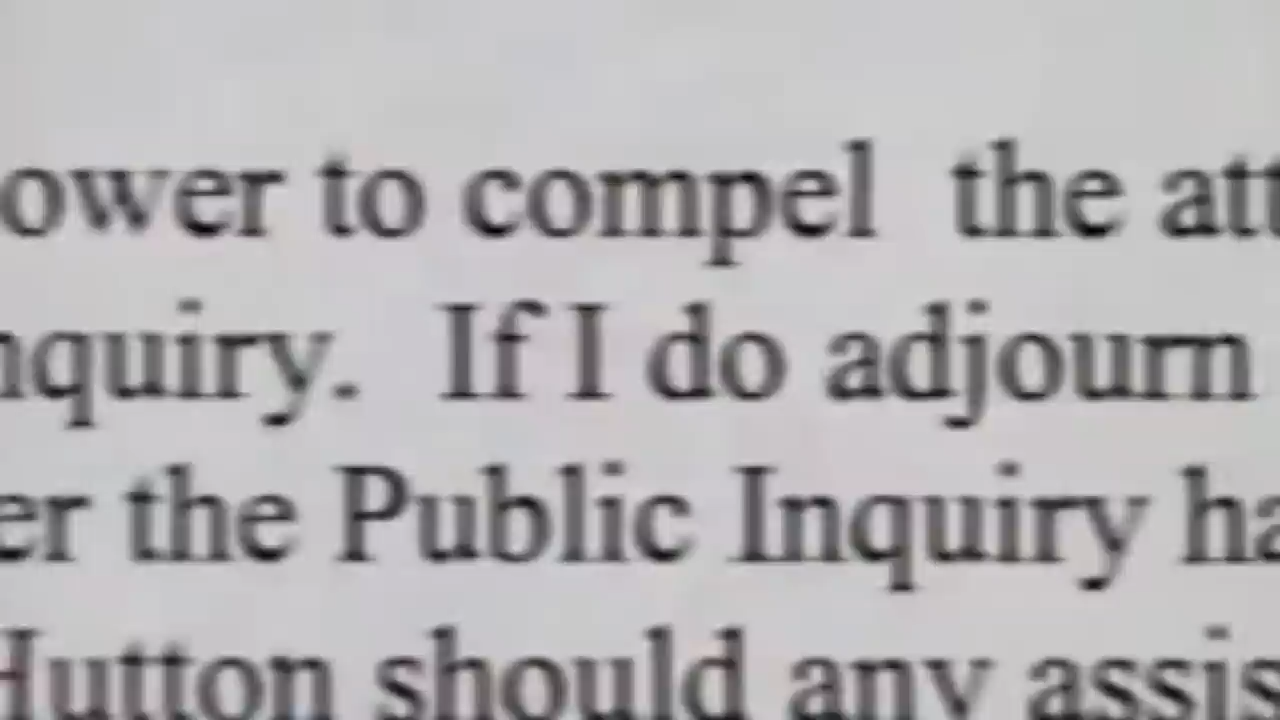 ower to compel the att
nquiry. If I do adjourn
er the Public Inquiry ha
Hutton should any assis